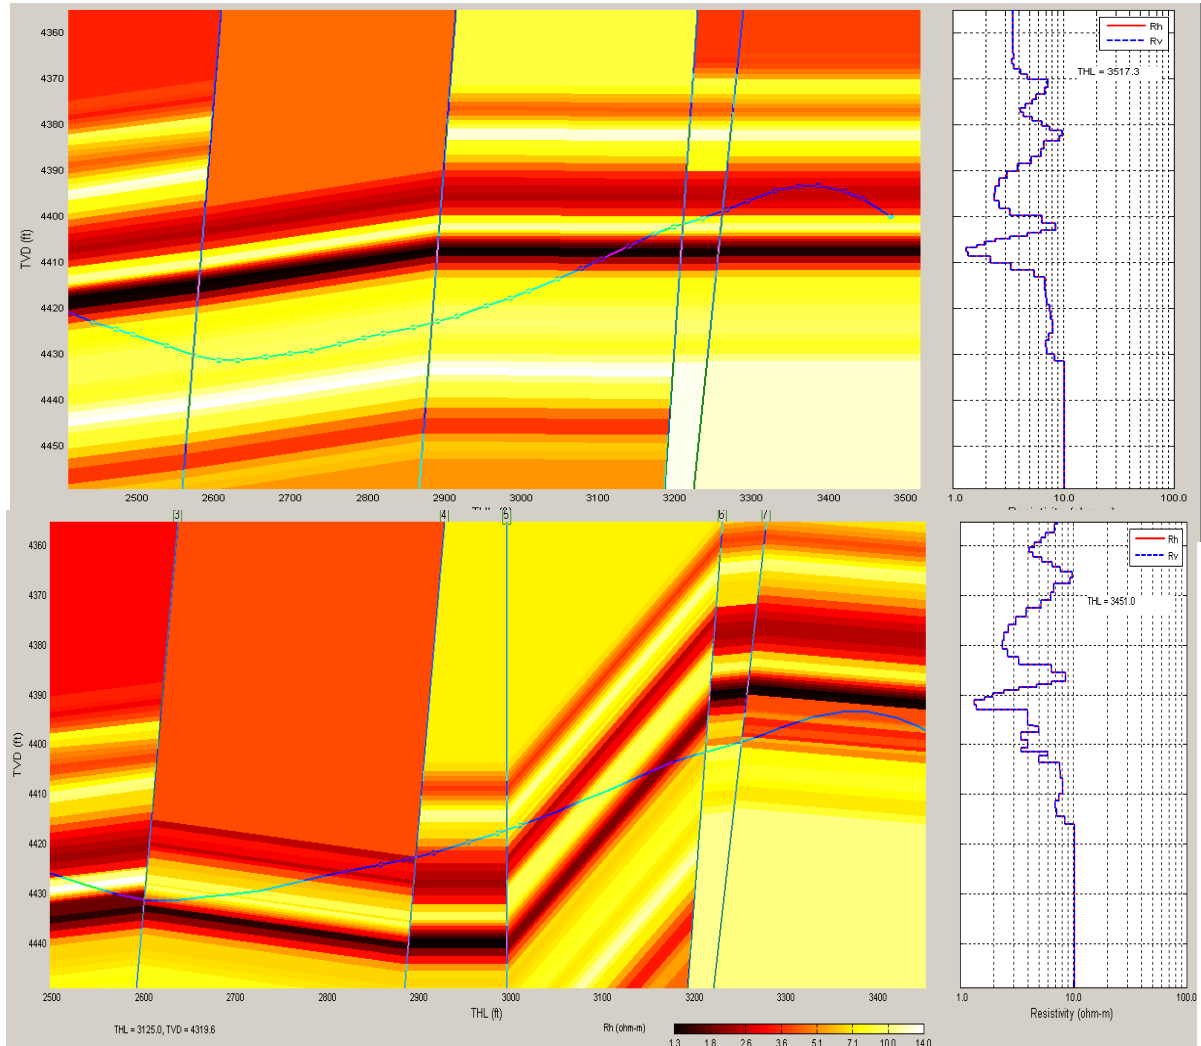 4360
4370
4380
4390
4400
4410
4420
4430
4440
4450
TVD (ft)
2500 2600 2700 2800 2900 3000 3100 3200 3300 3400 3500
Rh
Rv
THL = 3517.3
1.0 10.0 100.0
3 4 5 6 7
4360
4370
4380
4390
4400
4410
4420
4430
4440
TVD (ft)
2500 2600 2700 2800 2900 3000 3100 3200 3300 3400
THL (ft)
Rh
Rv
THL = 3451.0
1.0 10.0 100.0
Resistivity (ohm-m)
THL = 3125.0, TVD = 4319.6
Rh (ohm-m)
1.3 1.8 2.6 3.6 5.1 7.1 10.0 14.0